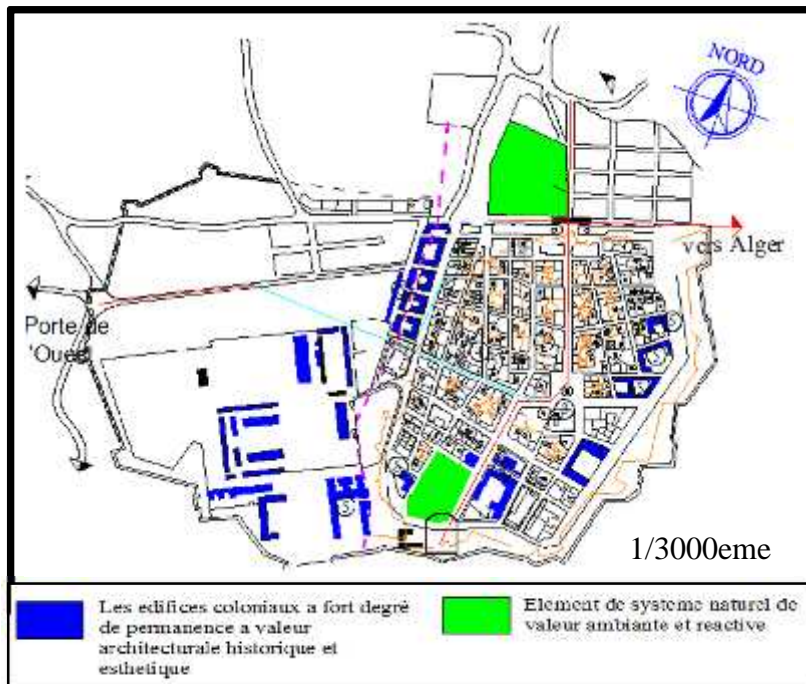 NORD
vers Alger
Porte de
'Ouest
1/3000eme
Les edifices coloniaux a fort degré
de permanence a valeur
architecturale historique et
esthetique
Element de systeme naturel de
valeur ambiante et reactive